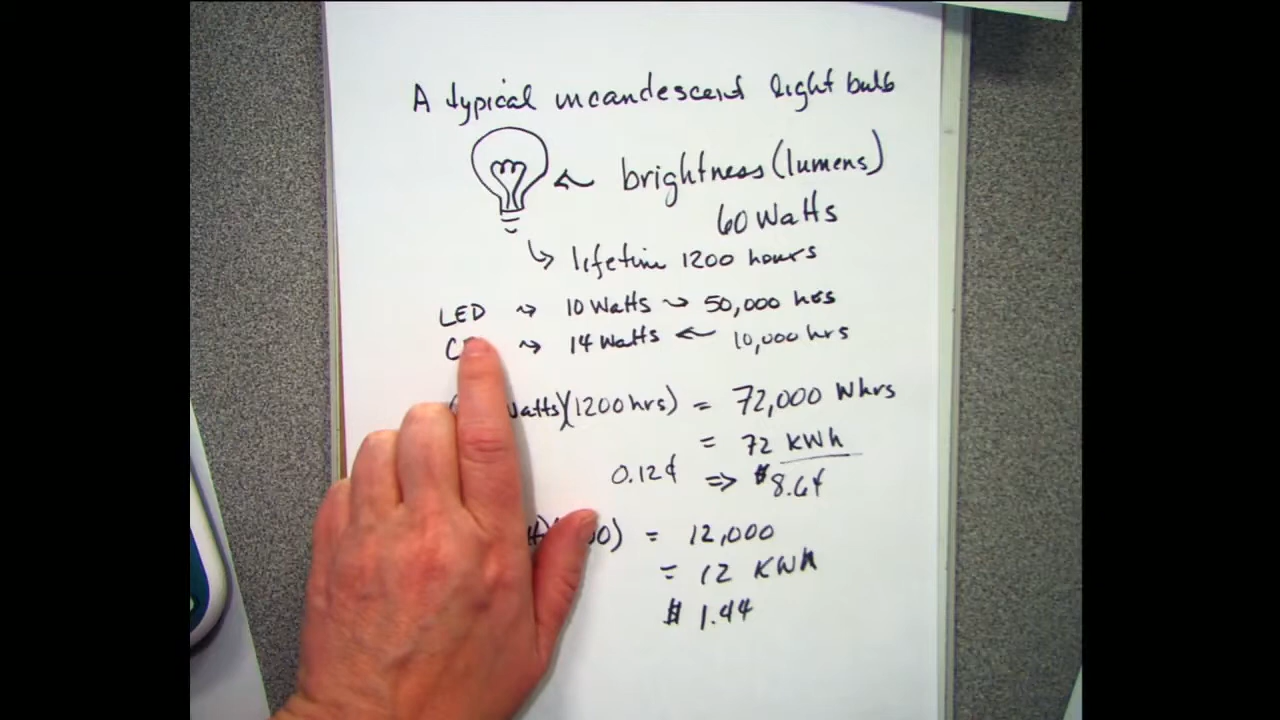 A typical incandescent light bulb
brightness (lumens)
60 Watts
lifetime 1200 hours
LED 10 Watts 50,000 hrs
14 Watts 10,000 hrs
(1200 hrs) = 72,000 Whrs
= 72 KWh
0.12¢ => $8.64
= 12,000
= 12 KWh
$ 1.44